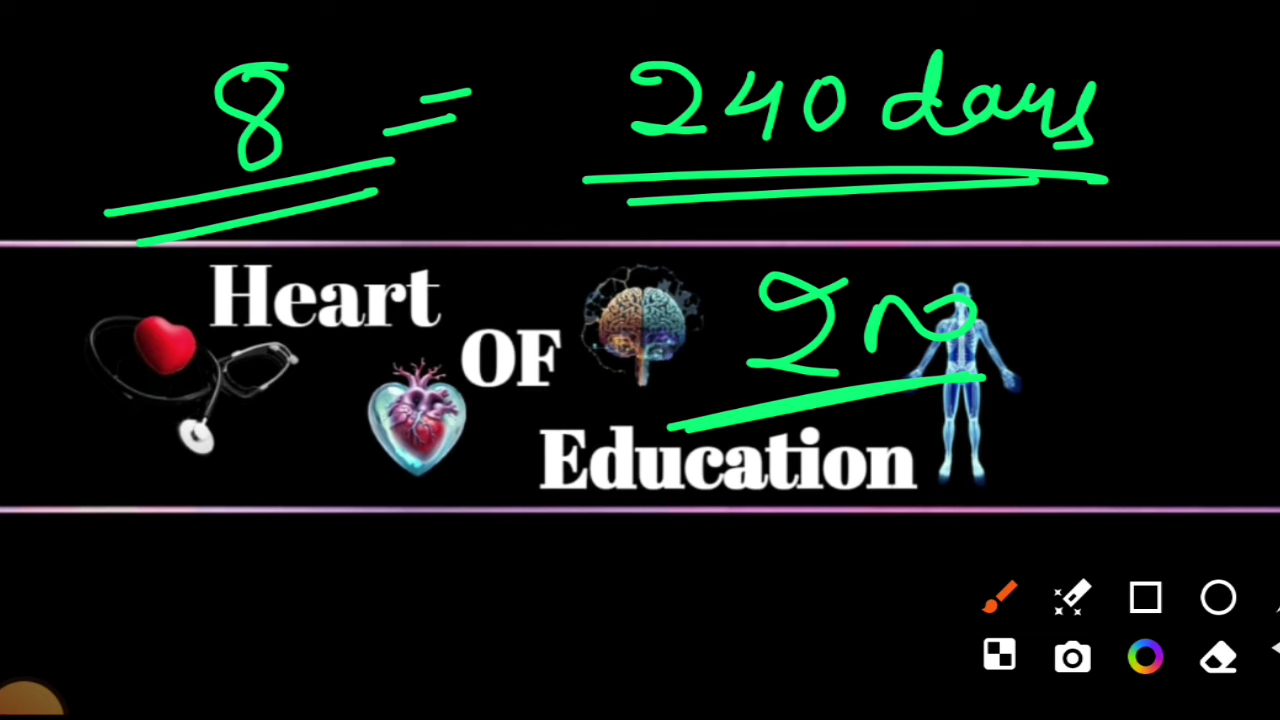 8 = 240 days
Heart
OF
Education